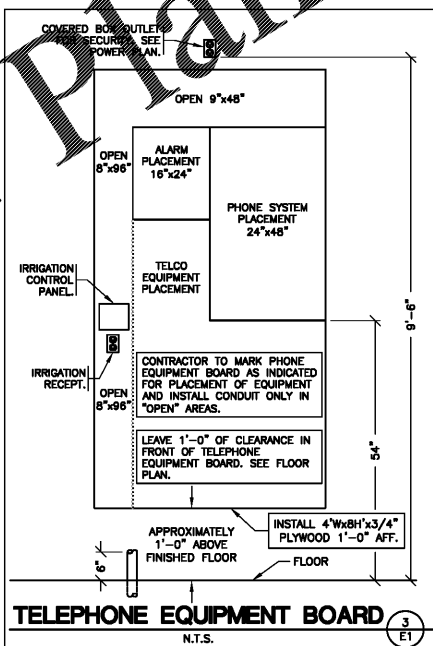 Plan
COVERED BOX OUTLET
FOR SECURITY. SEE
POWER PLAN.
OPEN 9"x48"
OPEN
8"x96"
ALARM
PLACEMENT
16"x24"
PHONE SYSTEM
PLACEMENT
24"x48"
TELCO
EQUIPMENT
PLACEMENT
IRRIGATION
CONTROL
PANEL.
IRRIGATION
RECEPT.
OPEN
8"x96"
9'-6"
54"
CONTRACTOR TO MARK PHONE
EQUIPMENT BOARD AS INDICATED
FOR PLACEMENT OF EQUIPMENT
AND INSTALL CONDUIT ONLY IN
"OPEN" AREAS.
LEAVE 1'-0" OF CLEARANCE IN
FRONT OF TELEPHONE
EQUIPMENT BOARD. SEE FLOOR
PLAN.
INSTALL 4'Wx8H'x3/4"
PLYWOOD 1'-0" AFF.
APPROXIMATELY
1'-0" ABOVE
FINISHED FLOOR
FLOOR
6"
TELEPHONE EQUIPMENT BOARD
3
E1
N.T.S.